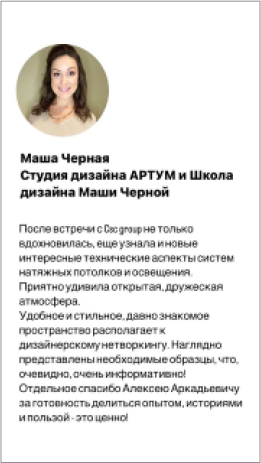 Маша Черная
Студия дизайна АРТУМ и Школа
дизайна Маши Черной
После встречи с Csc group не только
вдохновилась, еще узнала и новые
интересные технические аспекты систем
натяжных потолков и освещения.
Приятно удивила открытая, дружеская
атмосфера.
Удобное и стильное, давно знакомое
пространство располагает к
дизайнерскому нетворкингу. Наглядно
представлены необходимые образцы, что,
очевидно, очень информативно!
Отдельное спасибо Алексею Аркадьевичу
за готовность делиться опытом, историями
и пользой - это ценно!